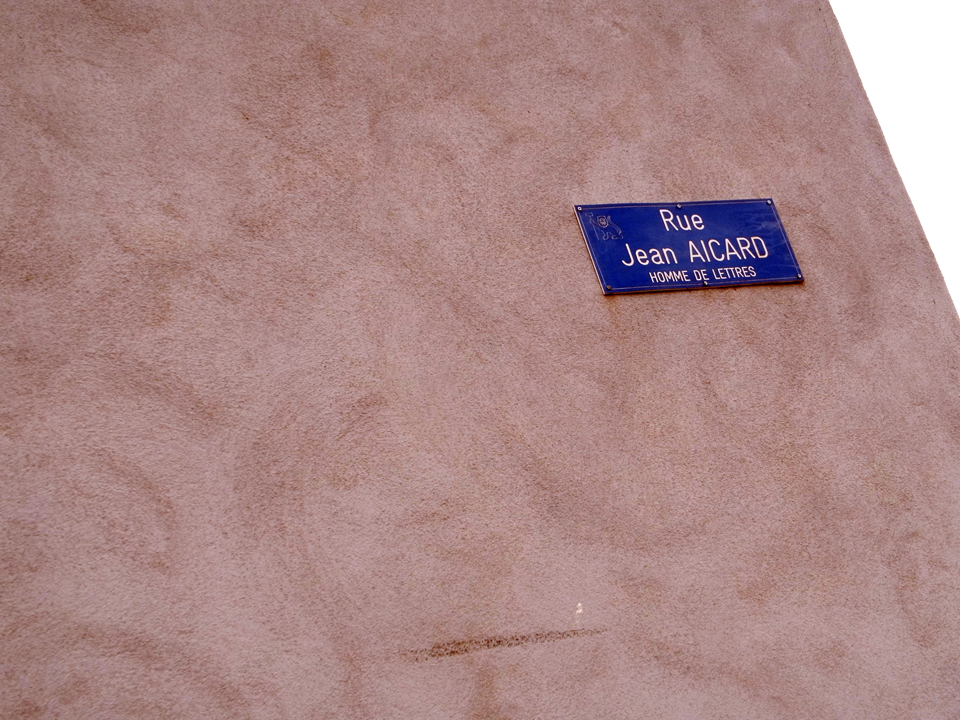 Rue
Jean AICARD
HOMME DE LETTRES